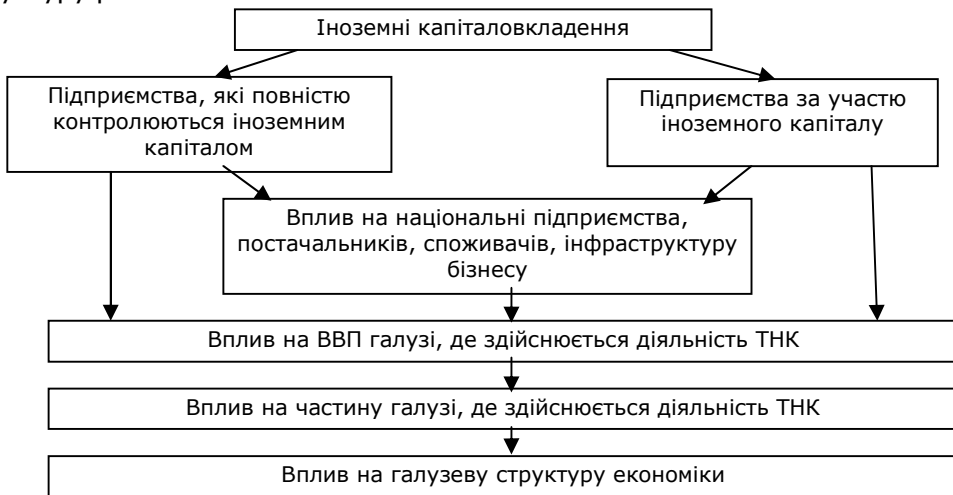 Іноземні капіталовкладення
Підприємства, які повністю
контролюються іноземним
капіталом
Підприємства за участю
іноземного капіталу
Вплив на національні підприємства,
постачальників, споживачів, інфраструктуру
бізнесу
Вплив на ВВП галузі, де здійснюється діяльність ТНК
Вплив на частину галузі, де здійснюється діяльність ТНК
Вплив на галузеву структуру економіки